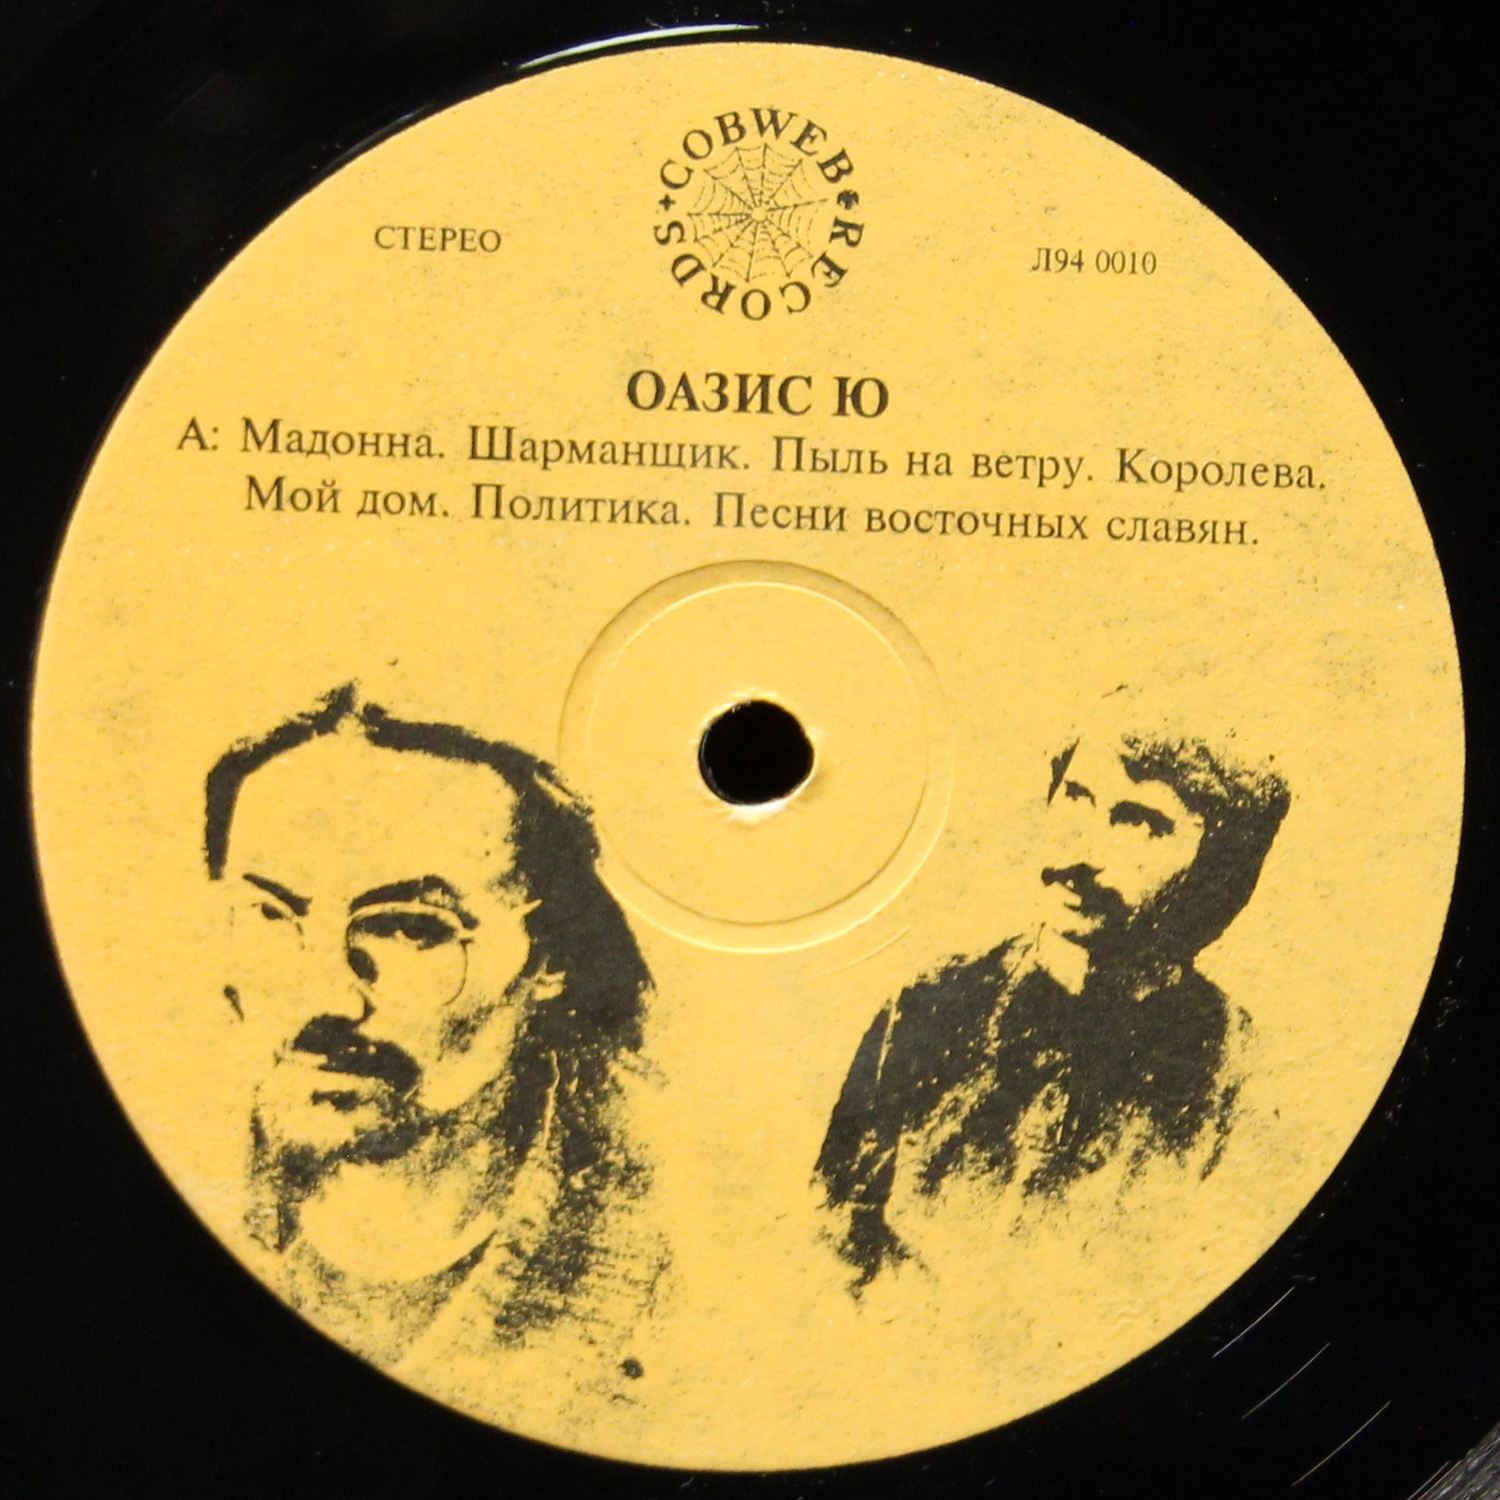 COBWEB RECORDS
СТЕРЕО
Л94 0010
ОАЗИС Ю
А: Мадонна. Шарманщик. Пыль на ветру. Королева.
Мой дом. Политика. Песни восточных славян.